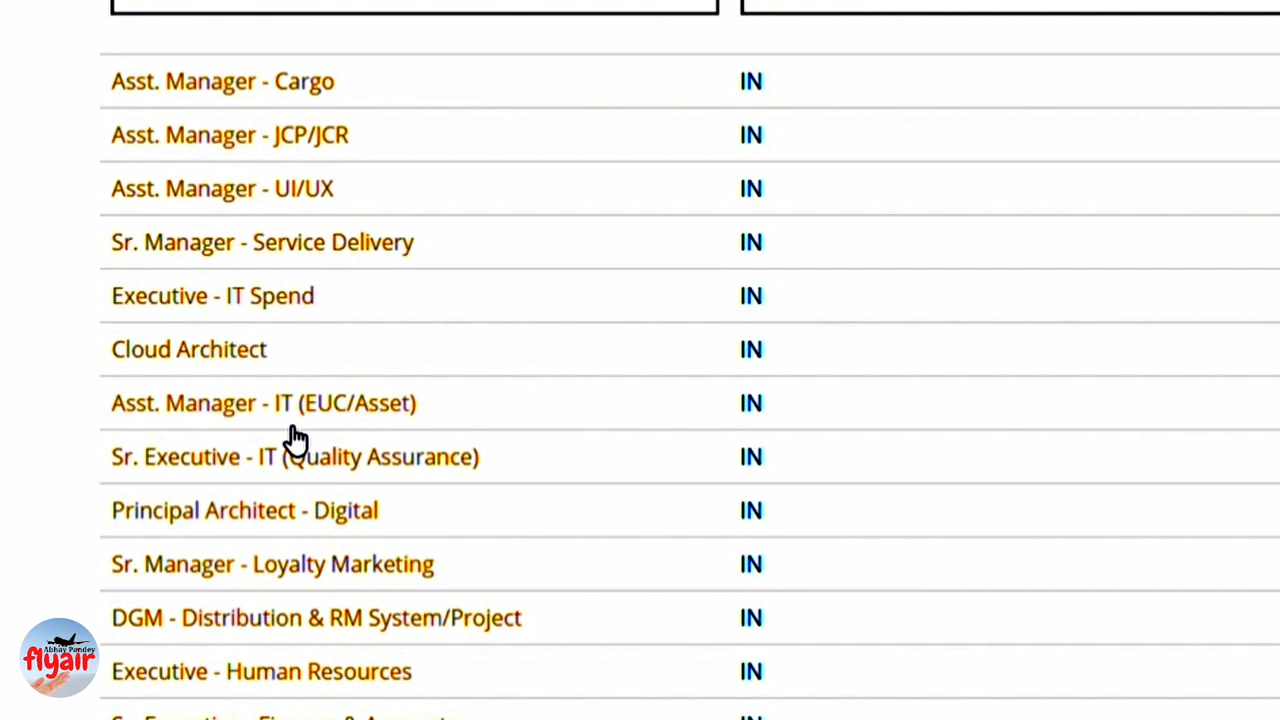 Asst. Manager - Cargo IN
Asst. Manager - JCP/JCR IN
Asst. Manager - UI/UX IN
Sr. Manager - Service Delivery IN
Executive - IT Spend IN
Cloud Architect IN
Asst. Manager - IT (EUC/Asset) IN
Sr. Executive - IT (Quality Assurance) IN
Principal Architect - Digital IN
Sr. Manager - Loyalty Marketing IN
DGM - Distribution & RM System/Project IN
Abhay Pandey
flyair
Executive - Human Resources IN